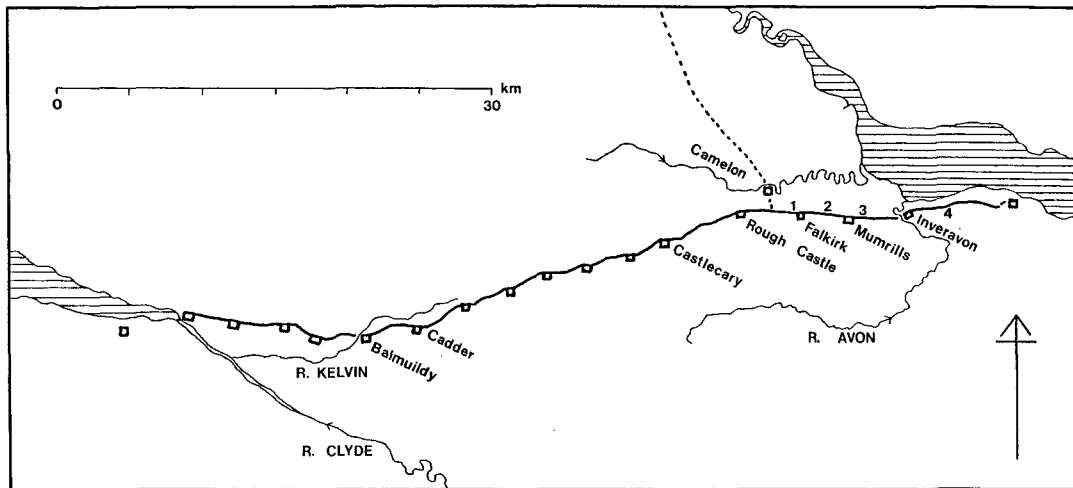 km
0
30
Camelon
1
2
3
4
Falkirk
Mumrills
Inveravon
Rough Castle
Castlecary
Cadder
Balmuildy
R. AVON
R. KELVIN
R. CLYDE